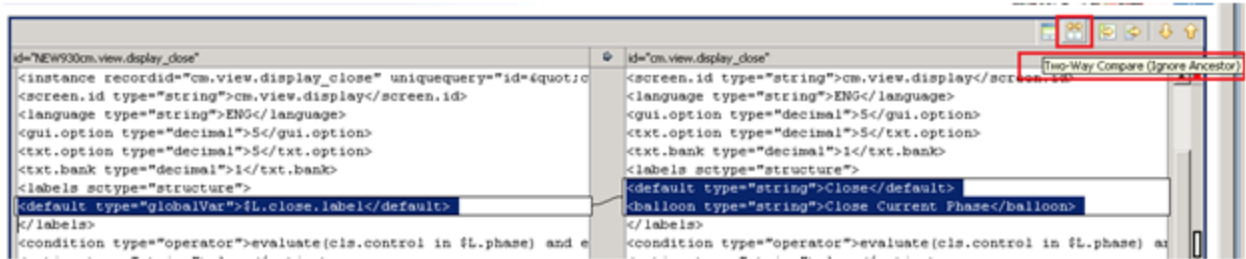 id="NEW930cm.view.display_close"
<instance recordid="cm.view.display_close" uniquequery="id=&quot;c
<screen.id type="string">cm.view.display</screen.id>
<language type="string">ENG</language>
<gui.option type="decimal">5</gui.option>
<txt.option type="decimal">5</txt.option>
<txt.bank type="decimal">1</txt.bank>
<labels sctype="structure">
<default type="globalVar">$L.close.label</default>
</labels>
<condition type="operator">evaluate(cls.control in $L.phase) and e
id="cm.view.display_close"
Two-Way Compare (Ignore Ancestor)
<screen.id type="string">cm.view.display</screen.id>
<language type="string">ENG</language>
<gui.option type="decimal">5</gui.option>
<txt.option type="decimal">5</txt.option>
<txt.bank type="decimal">1</txt.bank>
<labels sctype="structure">
<default type="string">Close</default>
<balloon type="string">Close Current Phase</balloon>
</labels>
<condition type="operator">evaluate(cls.control in $L.phase) an